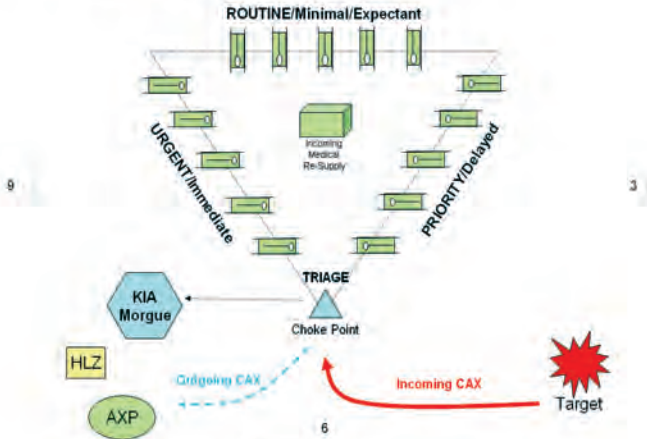 ROUTINE/Minimal/Expectant
URGENT/Immediate
Incoming
Medical
Re-Supply
PRIORITY/Delayed
9
3
TRIAGE
KIA
Morgue
Choke Point
HLZ
Outgoing CAX
Incoming CAX
AXP
Target
6